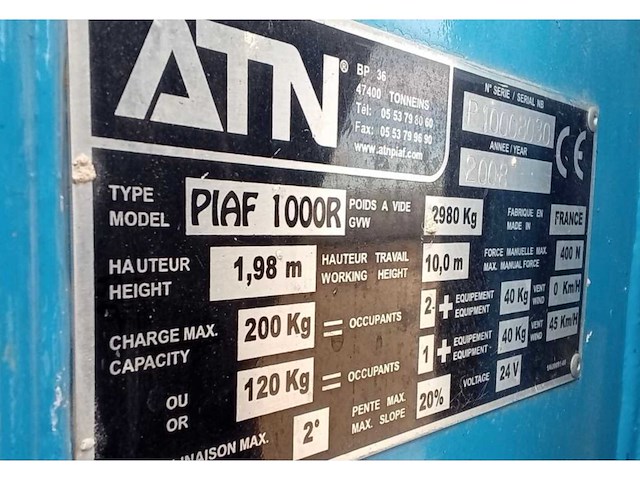 ATN®
BP 36
47400 TONNEINS
Tél: 05 53 79 80 60
Fax: 05 53 79 96 90
www.atnpiaf.com
N° SERIE / SERIAL NB
ANNEE / YEAR
2008
CE
TYPE
MODEL
PIAF 1000R
POIDS A VIDE
GVW
2980 Kg
FABRIQUE EN
MADE IN
FRANCE
HAUTEUR
HEIGHT
1,98 m
HAUTEUR TRAVAIL
WORKING HEIGHT
10,0 m
FORCE MANUELLE MAX.
MAX. MANUAL FORCE
400 N
CHARGE MAX.
CAPACITY
200 Kg = OCCUPANTS 2 + EQUIPEMENT
EQUIPMENT
40 Kg
VENT
WIND
0 Km/H
OU
OR
120 Kg = OCCUPANTS 1 + EQUIPEMENT
EQUIPMENT
40 Kg
VENT
WIND
45 Km/H
INAISON MAX.
2°
PENTE MAX.
MAX. SLOPE
20%
VOLTAGE
24 V